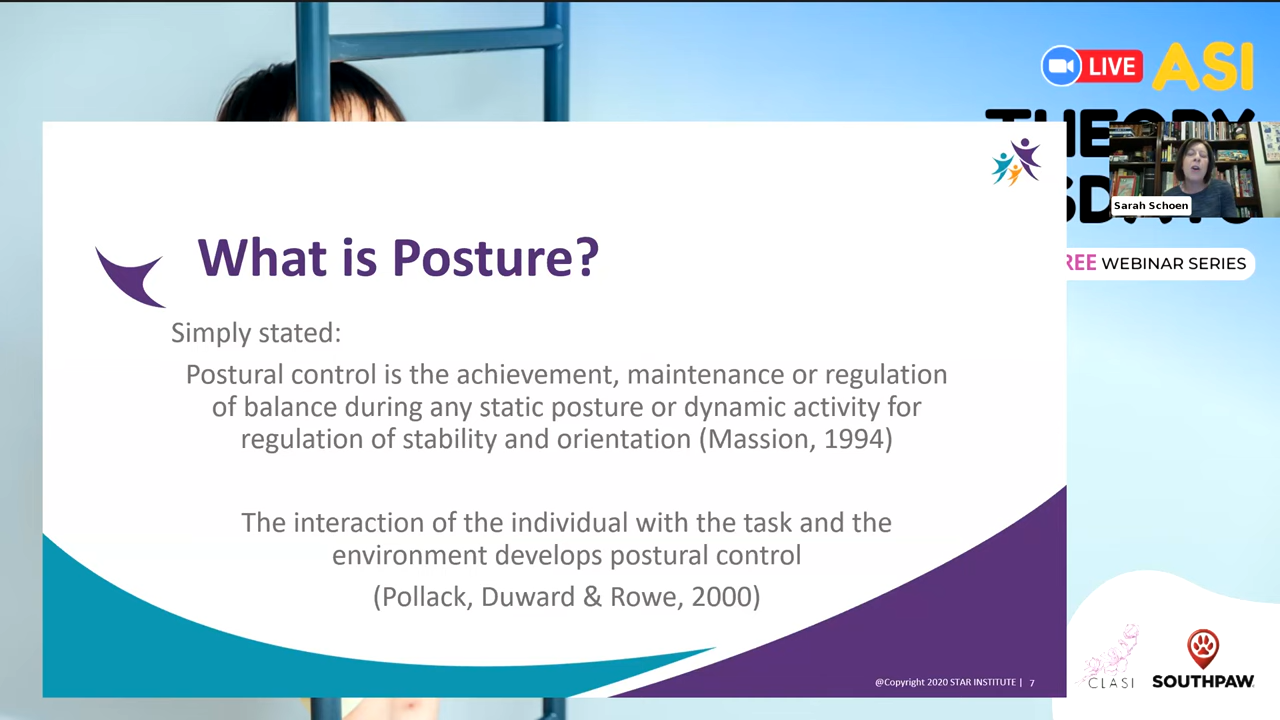 LIVE ASI
Sarah Schoen
WEBINAR SERIES
What is Posture?
Simply stated:
Postural control is the achievement, maintenance or regulation
of balance during any static posture or dynamic activity for
regulation of stability and orientation (Massion, 1994)
The interaction of the individual with the task and the
environment develops postural control
(Pollack, Duward & Rowe, 2000)
@Copyright 2020 STAR INSTITUTE | 7
CLASI SOUTHPAW